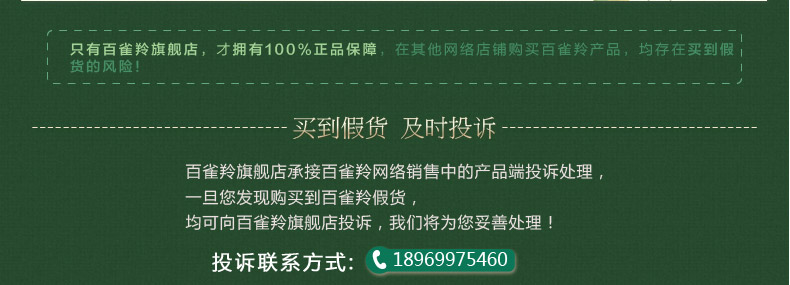 只有百雀羚旗舰店，才拥有100%正品保障，在其他网络店铺购买百雀羚产品，均存在买到假
货的风险！
买到假货 及时投诉
百雀羚旗舰店承接百雀羚网络销售中的产品端投诉处理，
一旦您发现购买到百雀羚假货，
均可向百雀羚旗舰店投诉，我们将为您妥善处理！
投诉联系方式: 18969975460